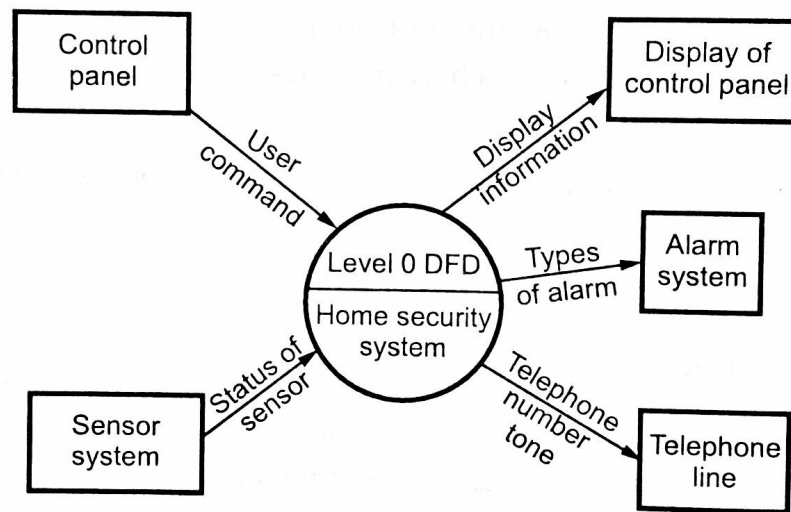 Control
panel
Display of
control panel
User
command
Display
information
Level 0 DFD
Home security
system
Types
of alarm
Alarm
system
Status of
sensor
Sensor
system
Telephone
number
tone
Telephone
line